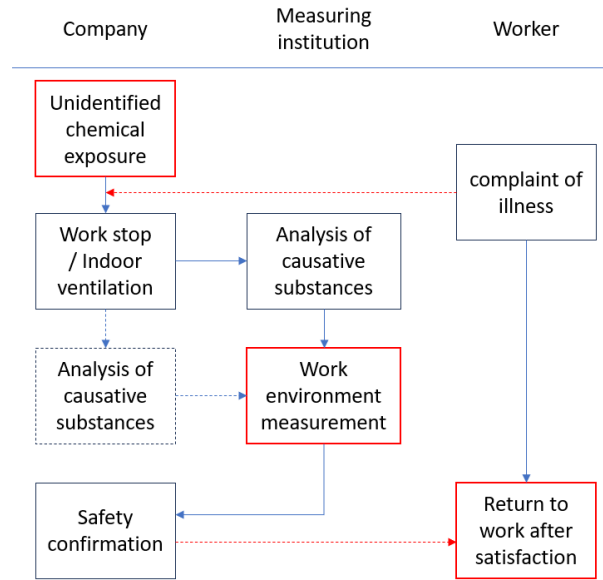 Company
Measuring
institution
Worker
Unidentified
chemical
exposure
complaint of
illness
Work stop
/ Indoor
ventilation
Analysis of
causative
substances
Analysis of
causative
substances
Work
environment
measurement
Safety
confirmation
Return to
work after
satisfaction